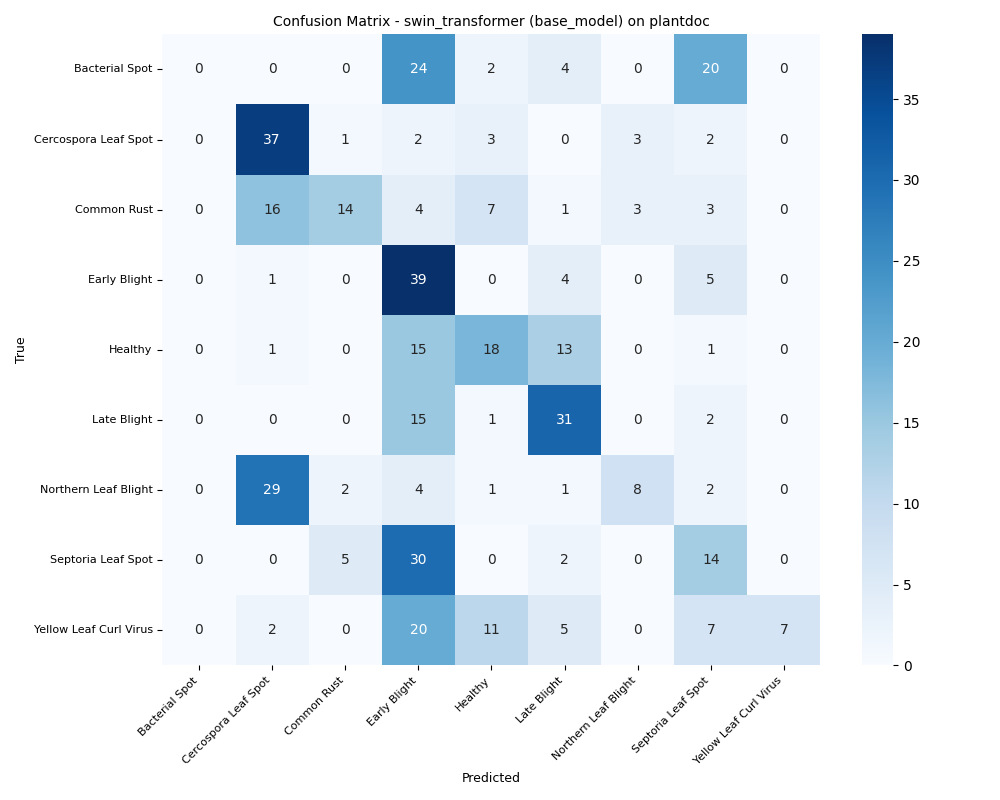 Confusion Matrix - swin_transformer (base_model) on plantdoc
True
Bacterial Spot 0 0 0 24 2 4 0 20 0
Cercospora Leaf Spot 0 37 1 2 3 0 3 2 0
Common Rust 0 16 14 4 7 1 3 3 0
Early Blight 0 1 0 39 0 4 0 5 0
Healthy 0 1 0 15 18 13 0 1 0
Late Blight 0 0 0 15 1 31 0 2 0
Northern Leaf Blight 0 29 2 4 1 1 8 2 0
Septoria Leaf Spot 0 0 5 30 0 2 0 14 0
Yellow Leaf Curl Virus 0 2 0 20 11 5 0 7 7
Bacterial Spot
Cercospora Leaf Spot
Common Rust
Early Blight
Healthy
Late Blight
Northern Leaf Blight
Septoria Leaf Spot
Yellow Leaf Curl Virus
Predicted
35
30
25
20
15
10
5
0